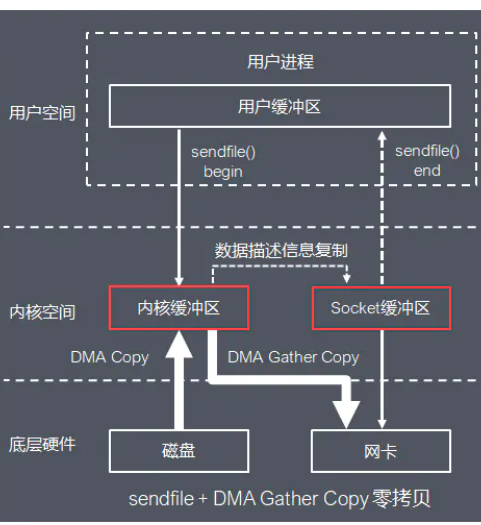 用户进程
用户空间
用户缓冲区
sendfile()
begin
sendfile()
end
数据描述信息复制
内核空间
内核缓冲区
Socket缓冲区
DMA Copy
DMA Gather Copy
底层硬件
磁盘
网卡
sendfile + DMA Gather Copy 零拷贝